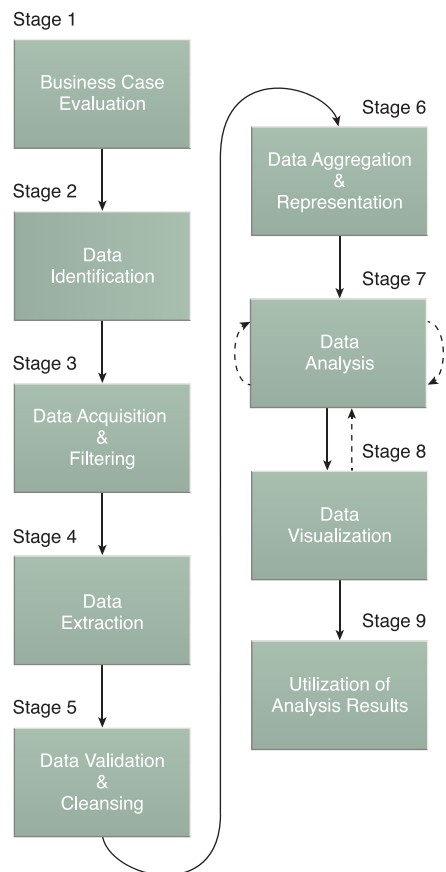 Stage 1
Business Case
Evaluation
Stage 2
Data
Identification
Stage 3
Data Acquisition
&
Filtering
Stage 4
Data
Extraction
Stage 5
Data Validation
&
Cleansing
Stage 6
Data Aggregation
&
Representation
Stage 7
Data
Analysis
Stage 8
Data
Visualization
Stage 9
Utilization of
Analysis Results